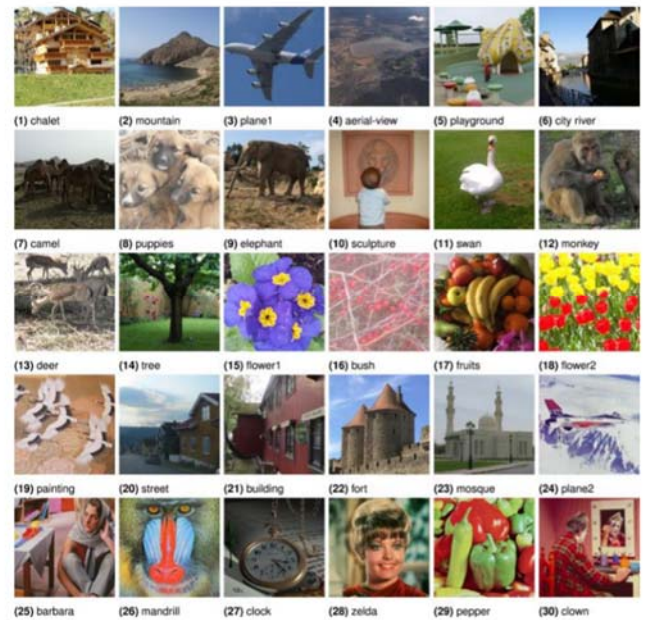 (1) chalet (2) mountain (3) plane1 (4) aerial-view (5) playground (6) city river
(7) camel (8) puppies (9) elephant (10) sculpture (11) swan (12) monkey
(13) deer (14) tree (15) flower1 (16) bush (17) fruits (18) flower2
(19) painting (20) street (21) building (22) fort (23) mosque (24) plane2
(25) barbara (26) mandrill (27) clock (28) zelda (29) pepper (30) clown